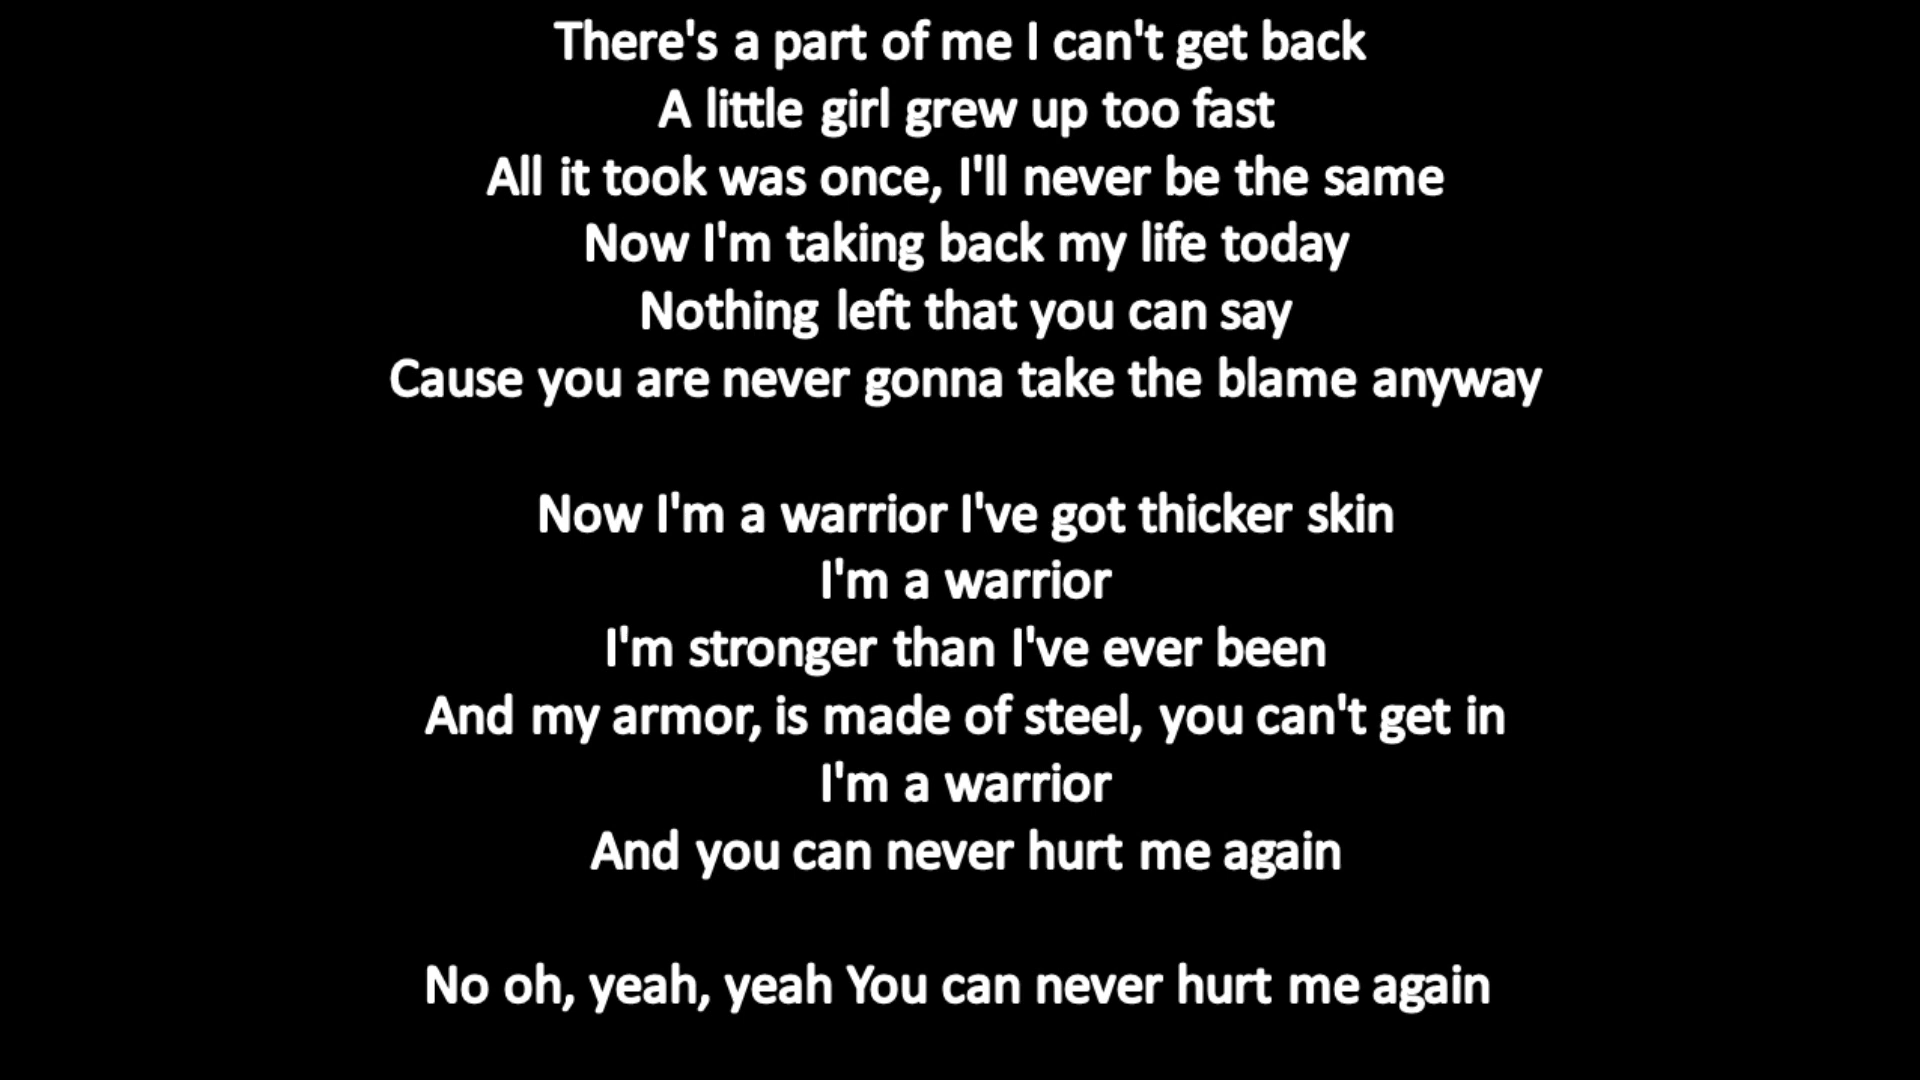 There's a part of me I can't get back
A little girl grew up too fast
All it took was once, I'll never be the same
Now I'm taking back my life today
Nothing left that you can say
Cause you are never gonna take the blame anyway
Now I'm a warrior I've got thicker skin
I'm a warrior
I'm stronger than I've ever been
And my armor, is made of steel, you can't get in
I'm a warrior
And you can never hurt me again
No oh, yeah, yeah You can never hurt me again